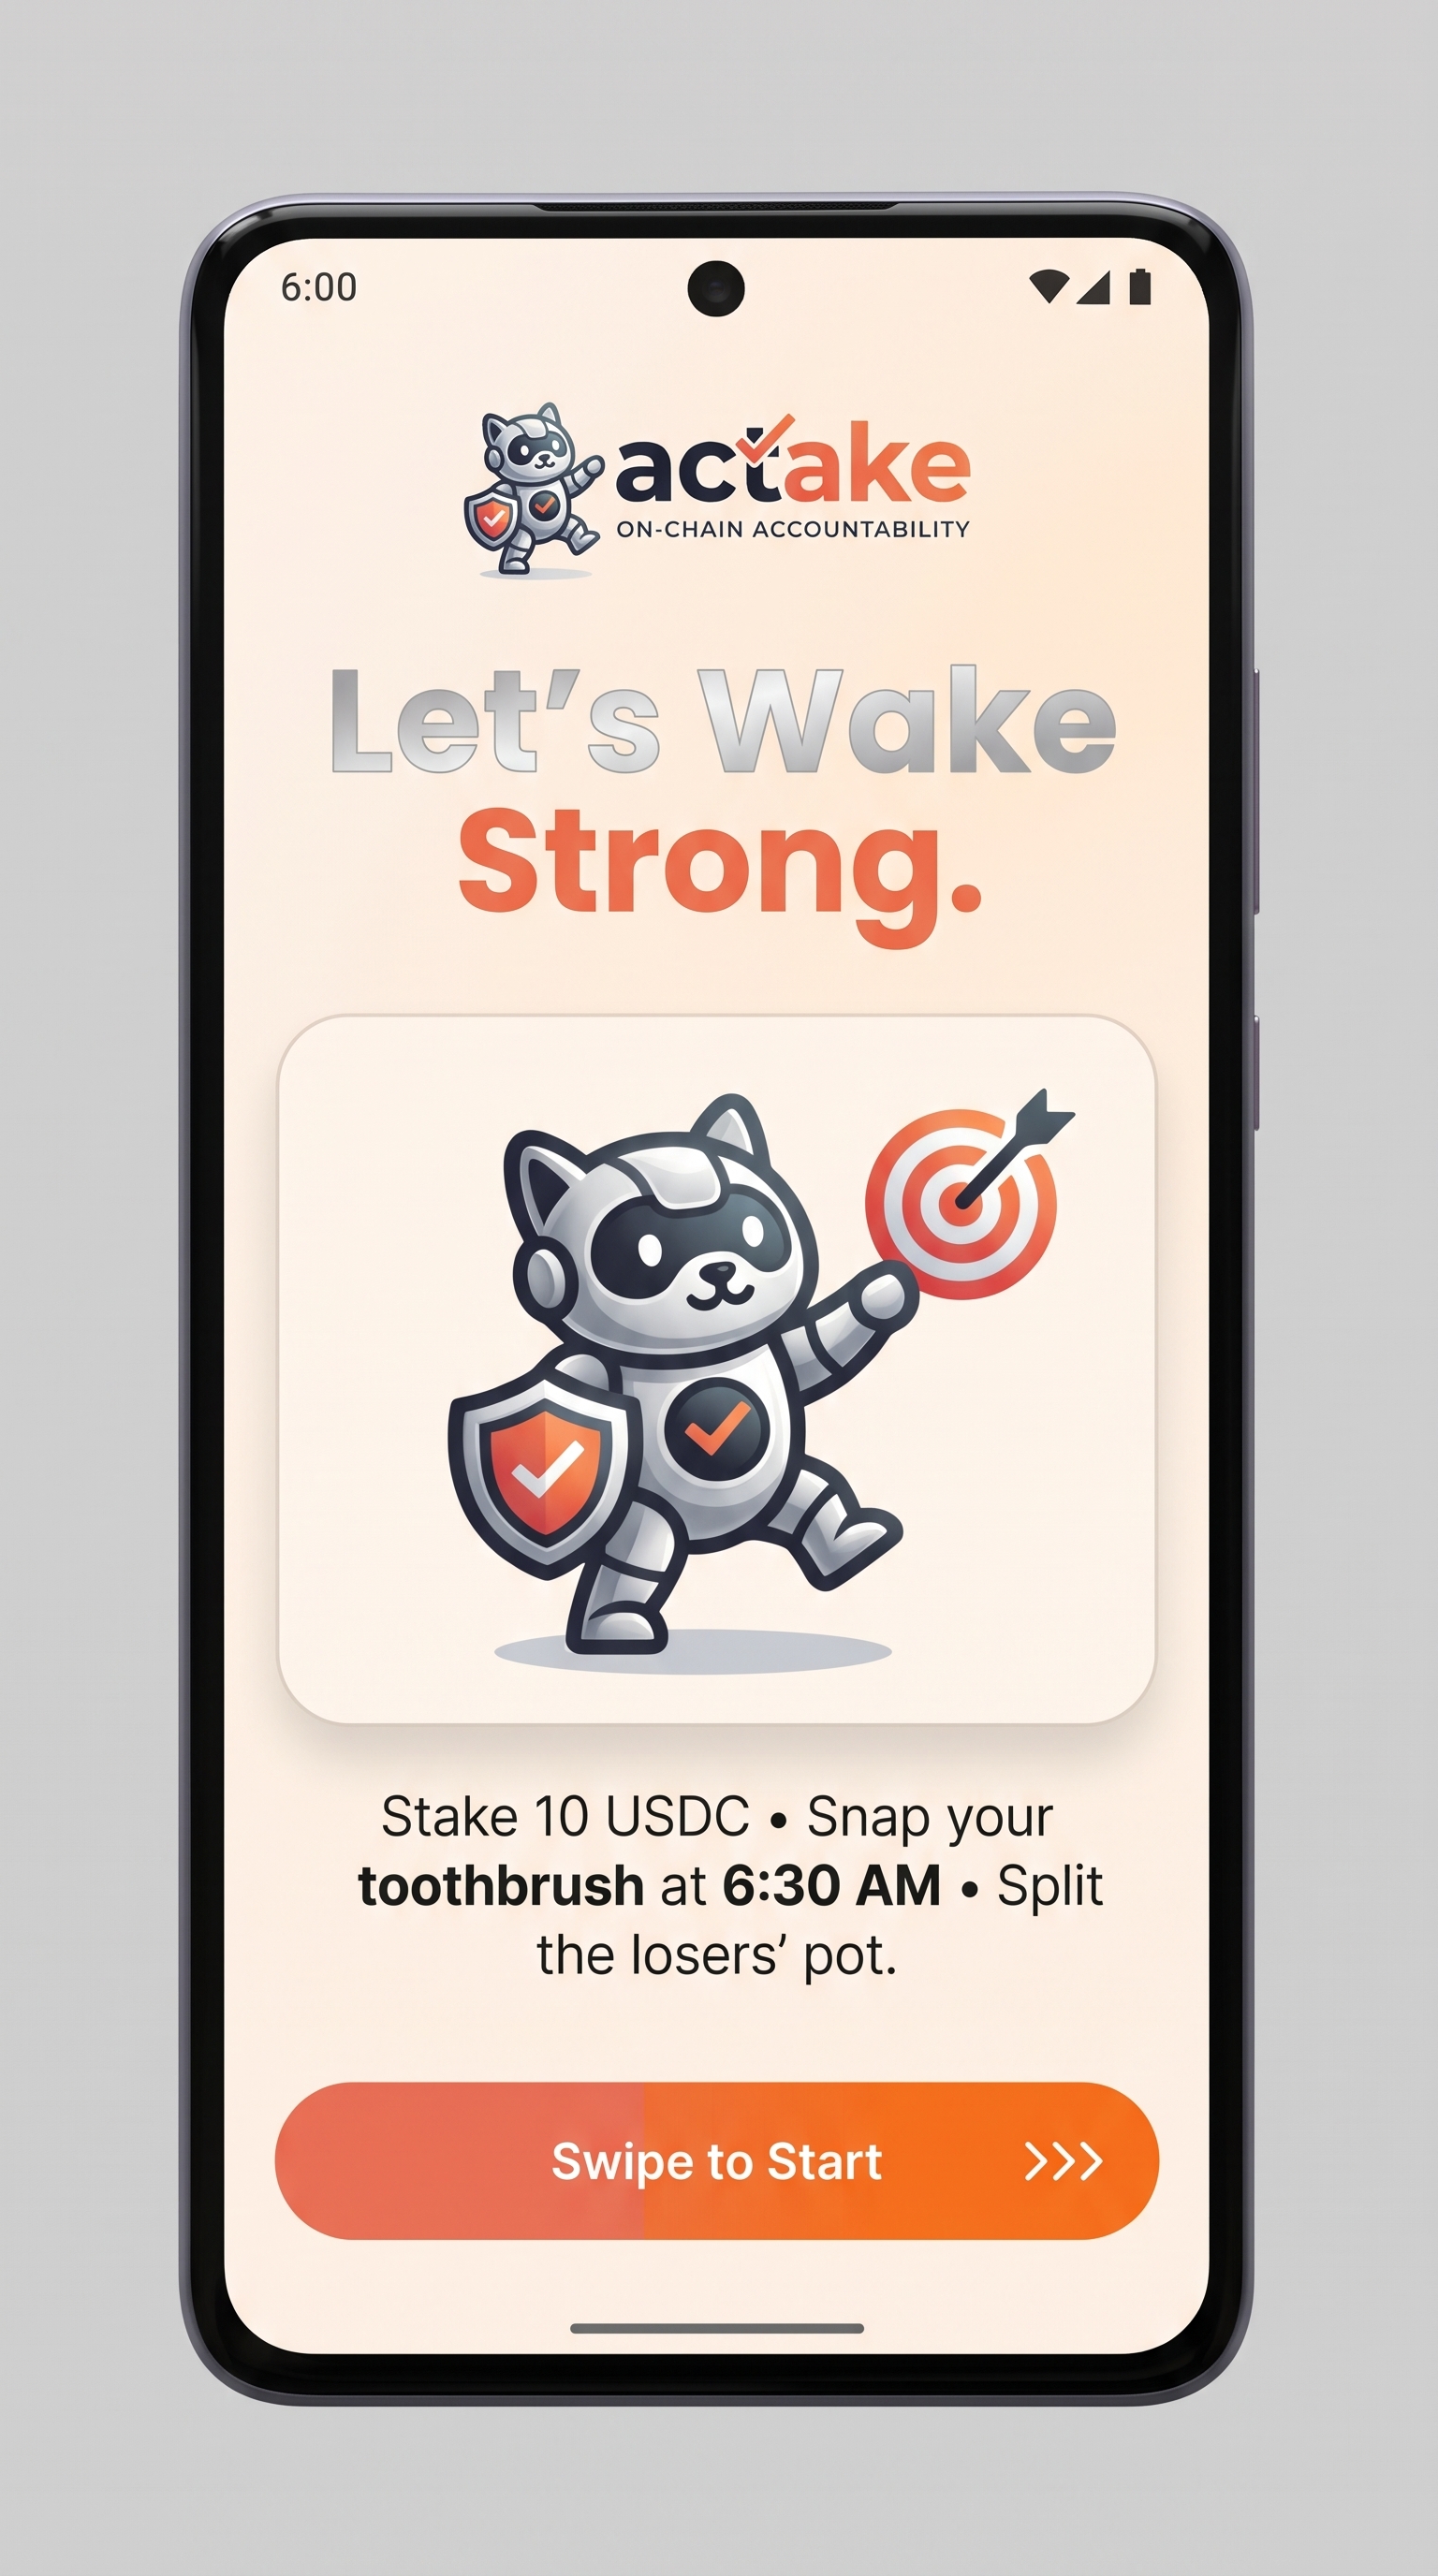 6:00
actake
ON-CHAIN ACCOUNTABILITY
Let’s Wake
Strong.
Stake 10 USDC • Snap your
toothbrush at 6:30 AM • Split
the losers’ pot.
Swipe to Start